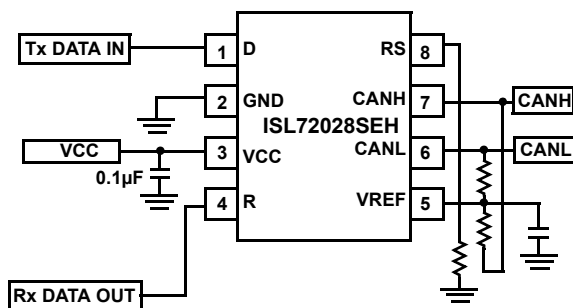 Tx DATA IN
1
D
RS
8
2
GND
CANH
7
CANH
ISL72028SEH
VCC
3
VCC
CANL
6
CANL
0.1µF
4
R
VREF
5
Rx DATA OUT